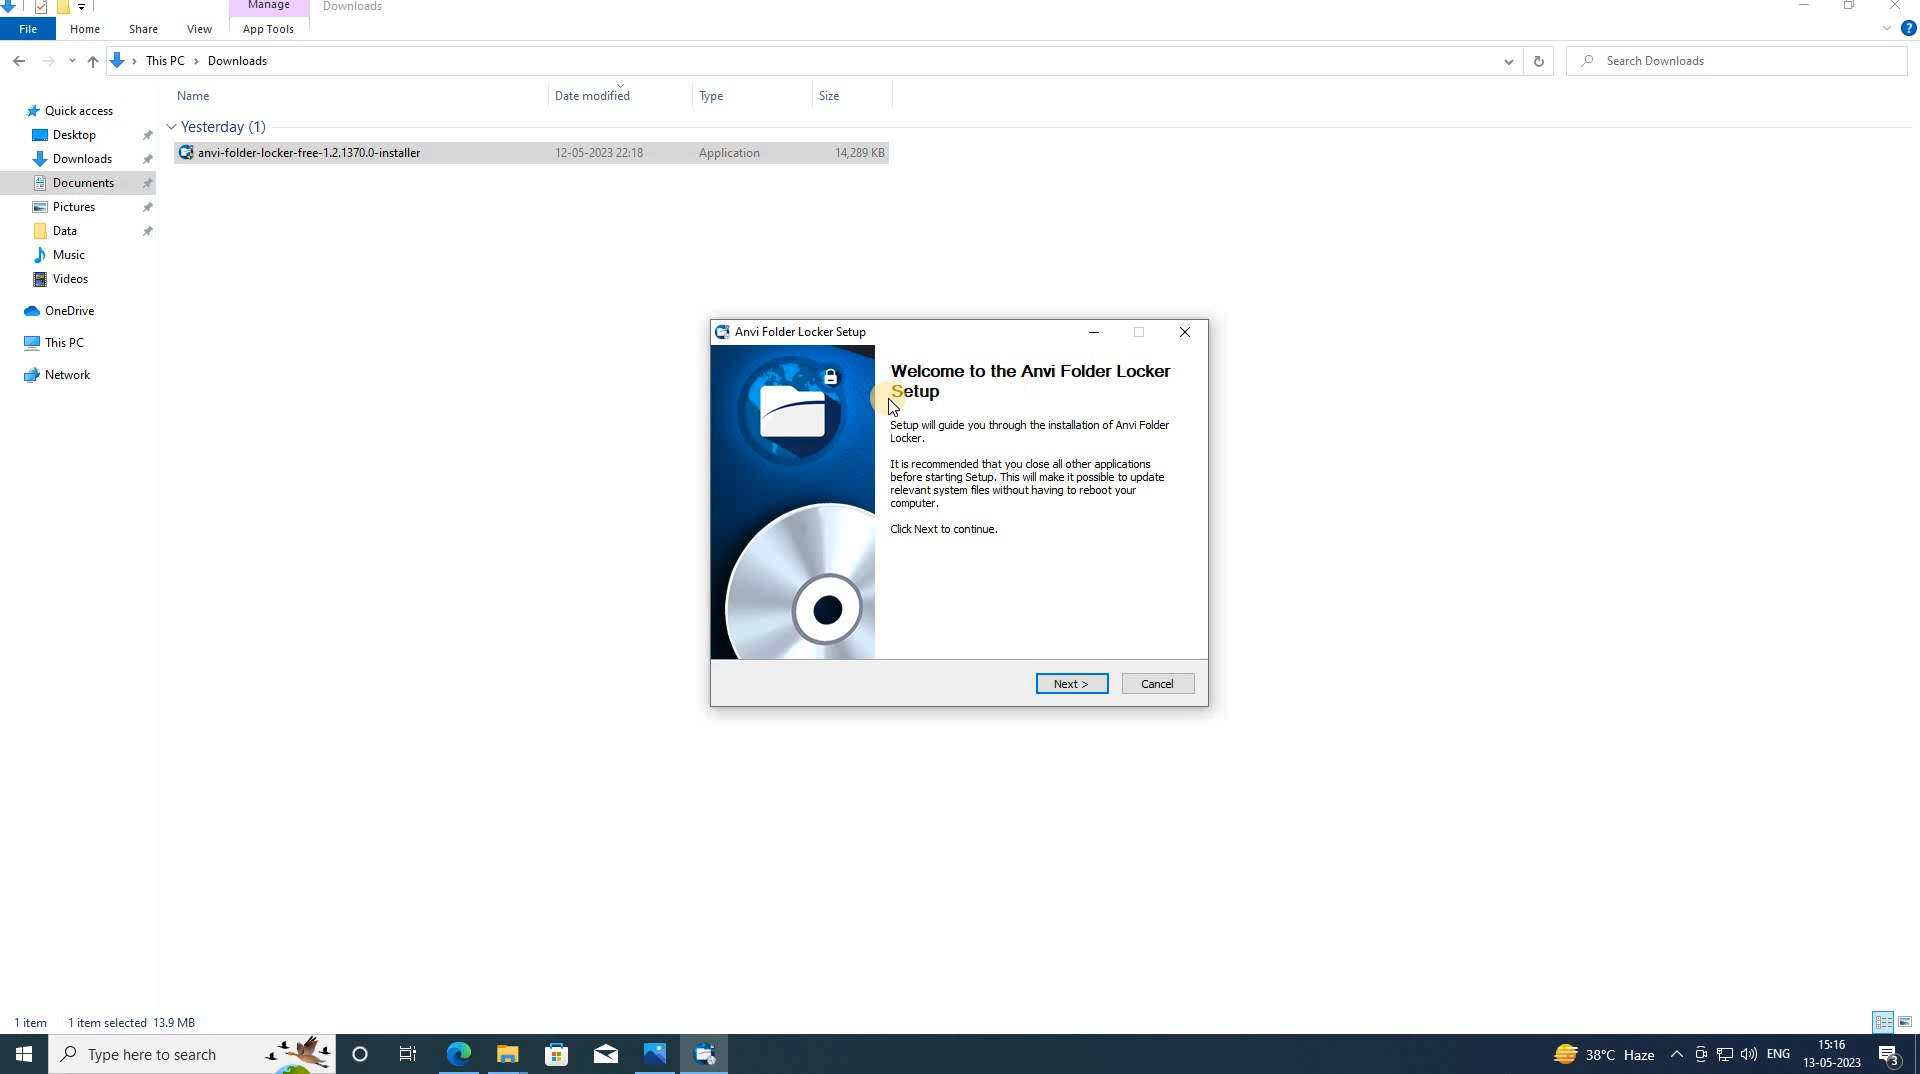 Manage
Downloads
File
Home
Share
View
App Tools
This PC
Downloads
Search Downloads
Name
Date modified
Type
Size
Quick access
Desktop
Downloads
Documents
Pictures
Data
Music
Videos
OneDrive
This PC
Network
Yesterday (1)
anvi-folder-locker-free-1.2.1370.0-installer
12-05-2023 22:18
Application
14,289 KB
Anvi Folder Locker Setup
Welcome to the Anvi Folder Locker
Setup
Setup will guide you through the installation of Anvi Folder
Locker.
It is recommended that you close all other applications
before starting Setup. This will make it possible to update
relevant system files without having to reboot your
computer.
Click Next to continue.
Next >
Cancel
1 item
1 item selected 13.9 MB
Type here to search
38°C Haze
ENG
15:16
13-05-2023
3